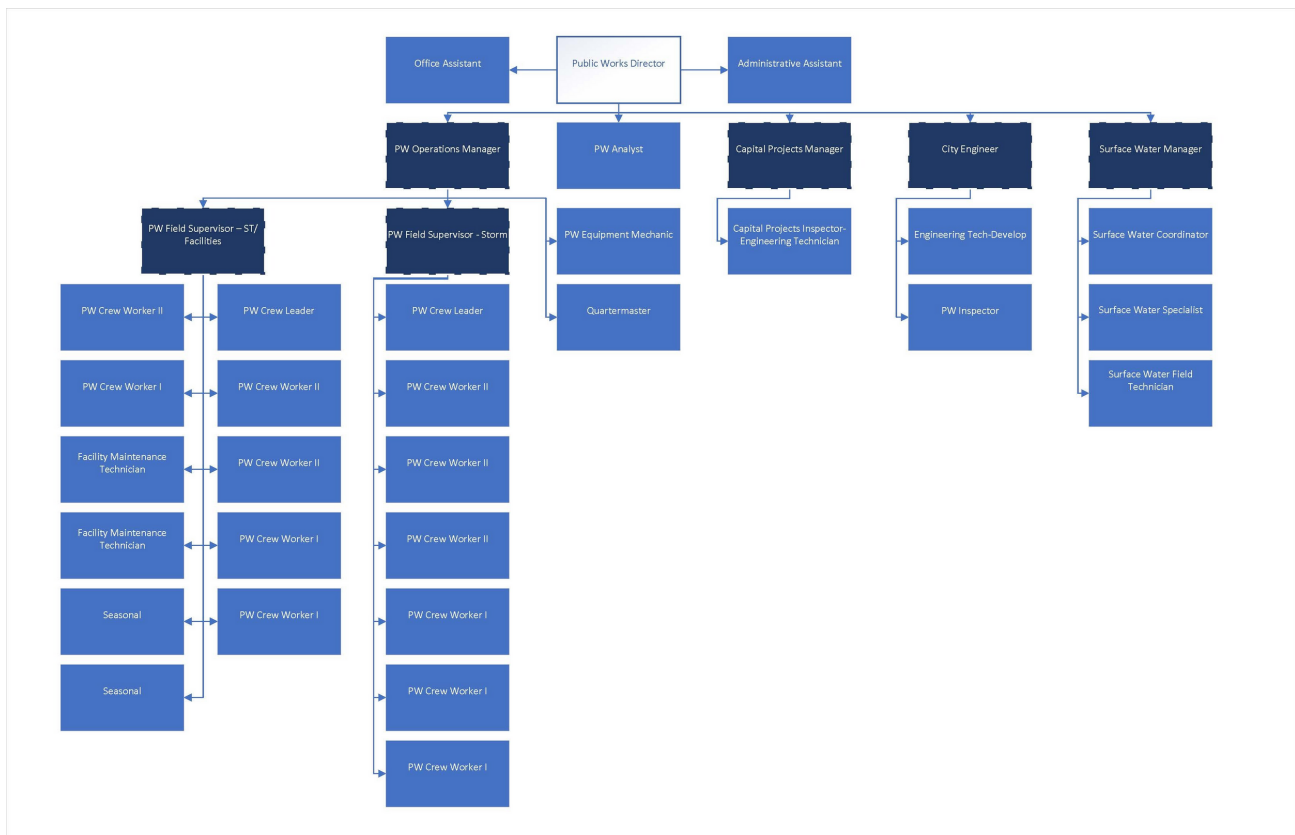 Office Assistant
Public Works Director
Administrative Assistant
PW Operations Manager
PW Analyst
Capital Projects Manager
City Engineer
Surface Water Manager
PW Field Supervisor – ST/
Facilities
PW Field Supervisor - Storm
PW Equipment Mechanic
Capital Projects Inspector-
Engineering Technician
Engineering Tech-Develop
Surface Water Coordinator
PW Crew Worker II
PW Crew Leader
PW Crew Leader
Quartermaster
PW Inspector
Surface Water Specialist
PW Crew Worker I
PW Crew Worker II
PW Crew Worker II
Surface Water Field
Technician
Facility Maintenance
Technician
PW Crew Worker II
PW Crew Worker II
Facility Maintenance
Technician
PW Crew Worker I
PW Crew Worker II
Seasonal
PW Crew Worker I
PW Crew Worker I
Seasonal
PW Crew Worker I
PW Crew Worker I